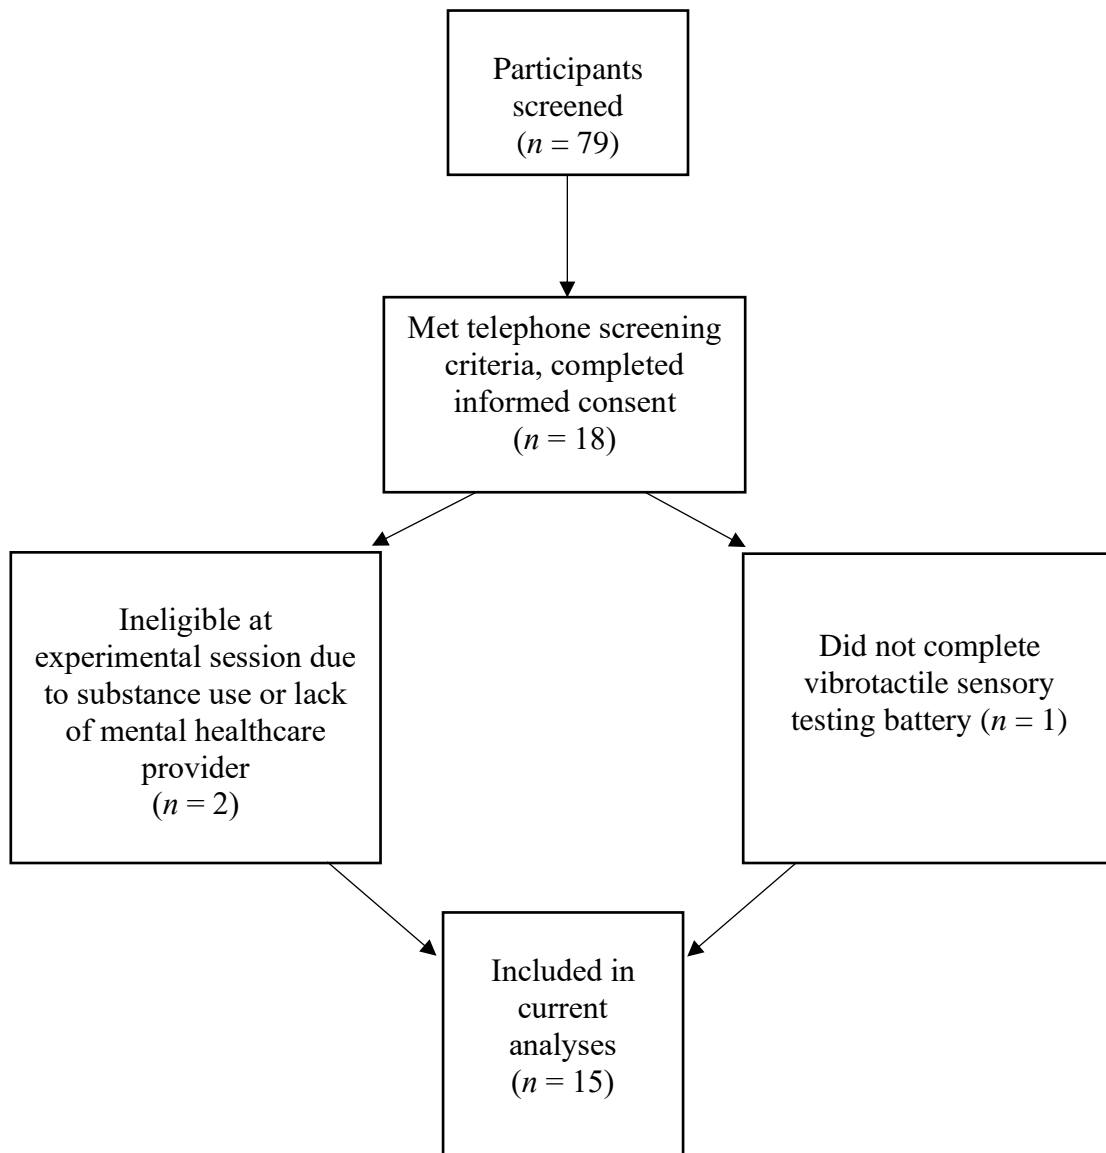 Participants
screened
(n = 79)
Met telephone screening
criteria, completed
informed consent
(n = 18)
Ineligible at
experimental session due
to substance use or lack
of mental healthcare
provider
(n = 2)
Did not complete
vibrotactile sensory
testing battery (n = 1)
Included in
current
analyses
(n = 15)